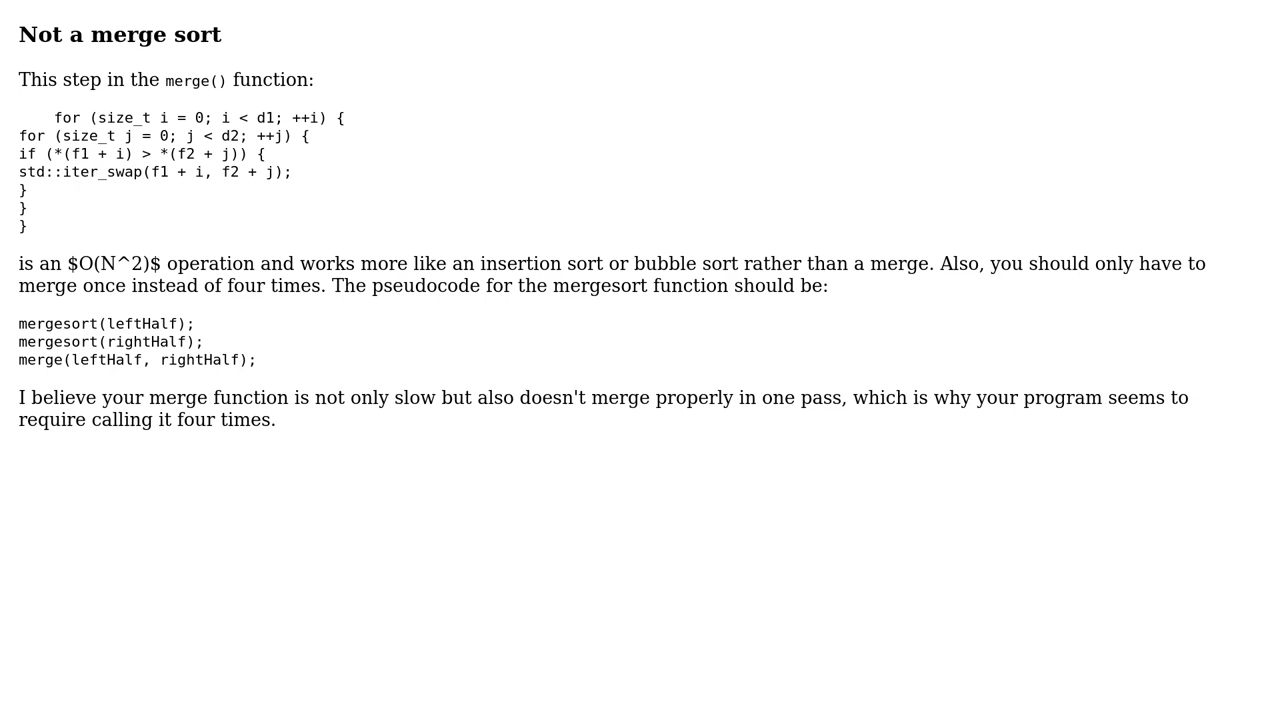 Not a merge sort
This step in the merge() function:
    for (size_t i = 0; i < d1; ++i) {
for (size_t j = 0; j < d2; ++j) {
if (*(f1 + i) > *(f2 + j)) {
std::iter_swap(f1 + i, f2 + j);
}
}
}
is an $O(N^2)$ operation and works more like an insertion sort or bubble sort rather than a merge. Also, you should only have to
merge once instead of four times. The pseudocode for the mergesort function should be:
mergesort(leftHalf);
mergesort(rightHalf);
merge(leftHalf, rightHalf);
I believe your merge function is not only slow but also doesn't merge properly in one pass, which is why your program seems to
require calling it four times.